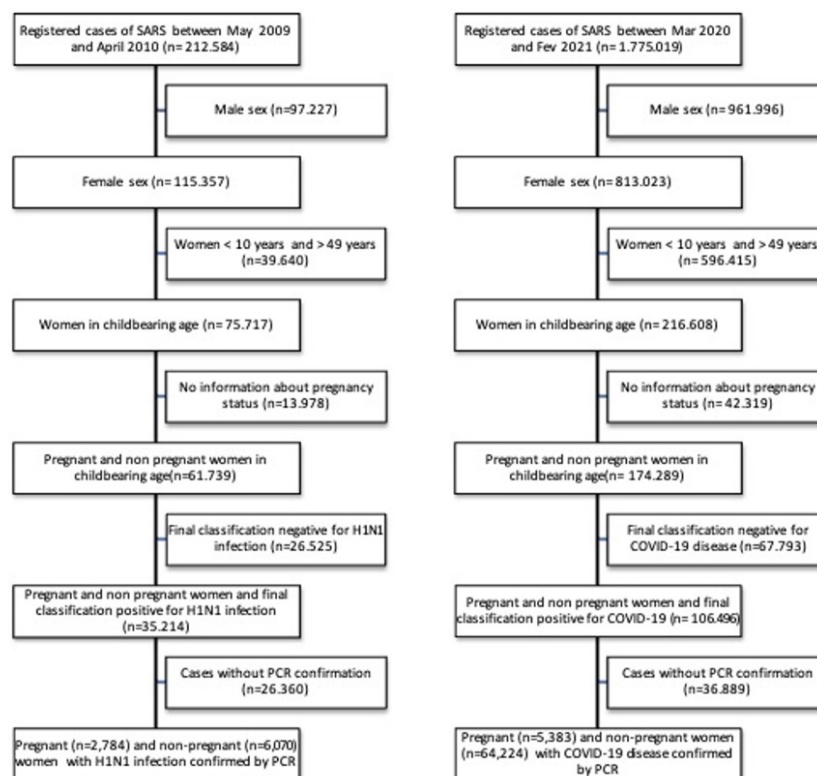 Registered cases of SARS between May 2009
and April 2010 (n= 212.584)
Male sex (n=97.227)
Female sex (n= 115.357)
Women < 10 years and > 49 years
(n=39.640)
Women in childbearing age (n= 75.717)
No information about pregnancy
status (n=13.978)
Pregnant and non pregnant women in
childbearing age(n=61.739)
Final classification negative for H1N1
infection (n=26.525)
Pregnant and non pregnant women and final
classification positive for H1N1 infection
(n=35.214)
Cases without PCR confirmation
(n=26.360)
Pregnant (n=2,784) and non-pregnant (n=6,070)
women with H1N1 infection confirmed by PCR
Registered cases of SARS between Mar 2020
and Fev 2021 (n= 1.775.019)
Male sex (n= 961.996)
Female sex (n= 813.023)
Women < 10 years and > 49 years
(n= 596.415)
Women in childbearing age (n= 216.608)
No information about pregnancy
status (n= 42.319)
Pregnant and non pregnant women in
childbearing age(n= 174.289)
Final classification negative for
COVID-19 disease (n=67.793)
Pregnant and non pregnant women and final
classification positive for COVID-19 (n= 106.496)
Cases without PCR confirmation
(n=36.889)
Pregnant (n=5,383) and non-pregnant women
(n=64,224) with COVID-19 disease confirmed
by PCR